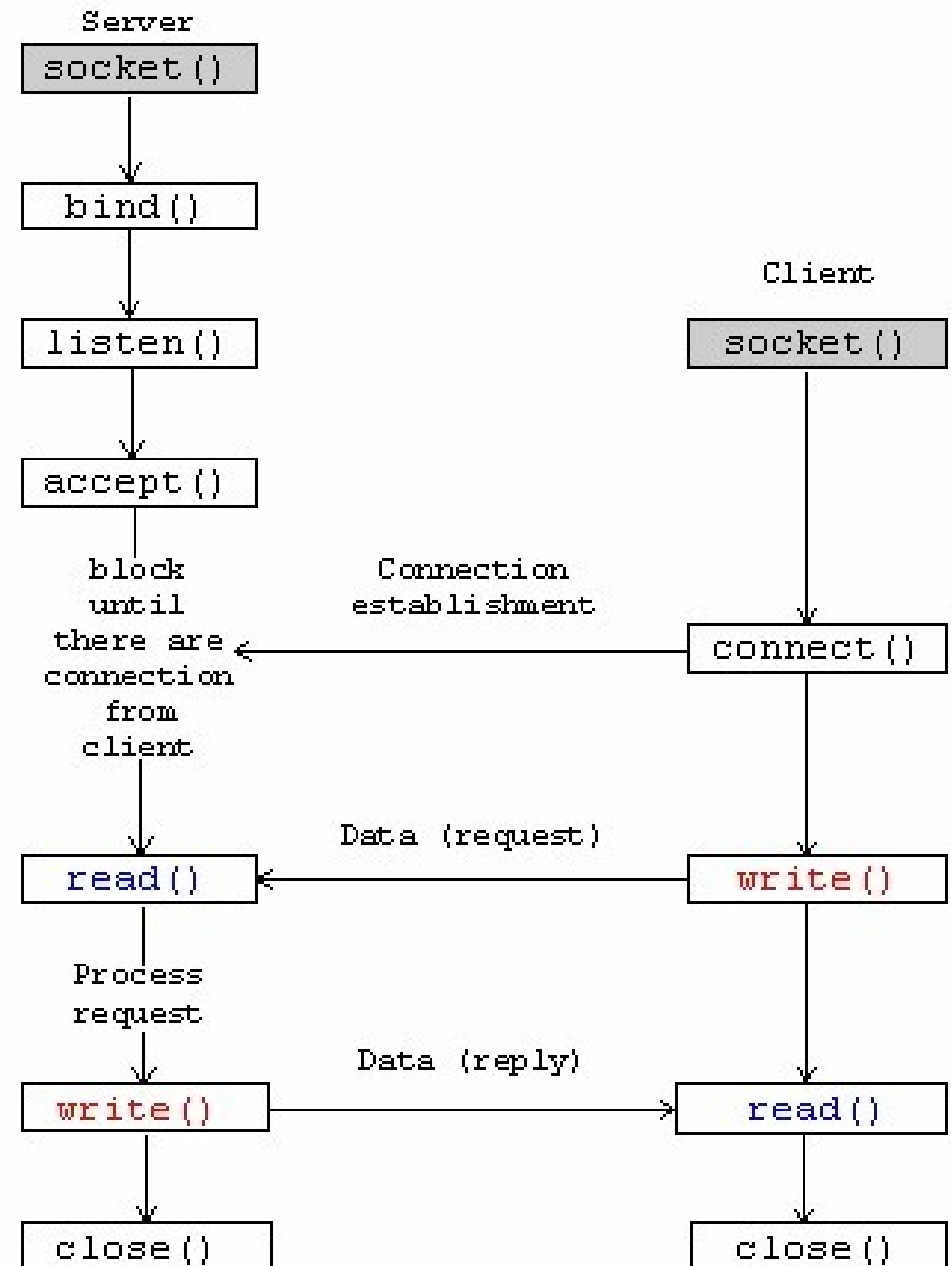 Server
socket()
bind()
listen()
accept()
block
until
there are
connection
from
client
read()
Process
request
write()
close()
Connection
establishment
Data (request)
Data (reply)
Client
socket()
connect()
write()
read()
close()